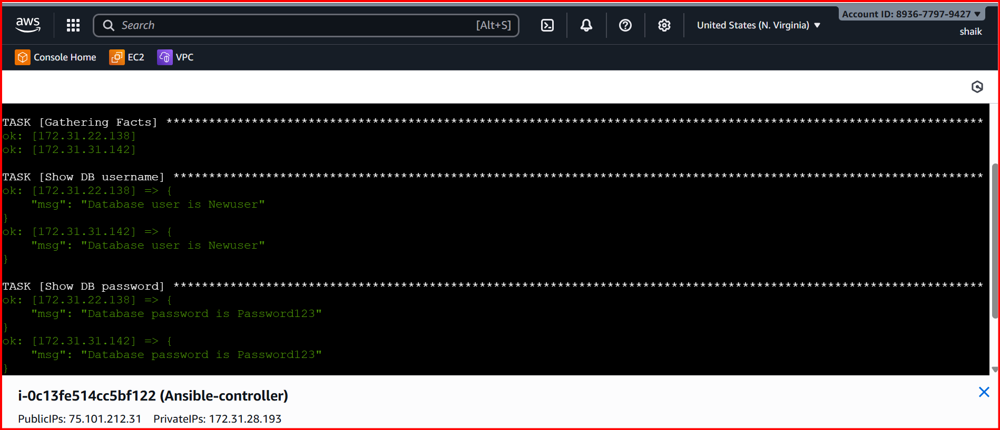 aws
Search
[Alt+S]
United States (N. Virginia)
Account ID: 8936-7797-9427
shaik
Console Home
EC2
VPC
TASK [Gathering Facts] *******************************************************************************************************************
ok: [172.31.22.138]
ok: [172.31.31.142]
TASK [Show DB username] ******************************************************************************************************************
ok: [172.31.22.138] => {
    "msg": "Database user is Newuser"
}
ok: [172.31.31.142] => {
    "msg": "Database user is Newuser"
}
TASK [Show DB password] ******************************************************************************************************************
ok: [172.31.22.138] => {
    "msg": "Database password is Password123"
}
ok: [172.31.31.142] => {
    "msg": "Database password is Password123"
}
i-0c13fe514cc5bf122 (Ansible-controller)
PublicIPs: 75.101.212.31    PrivateIPs: 172.31.28.193